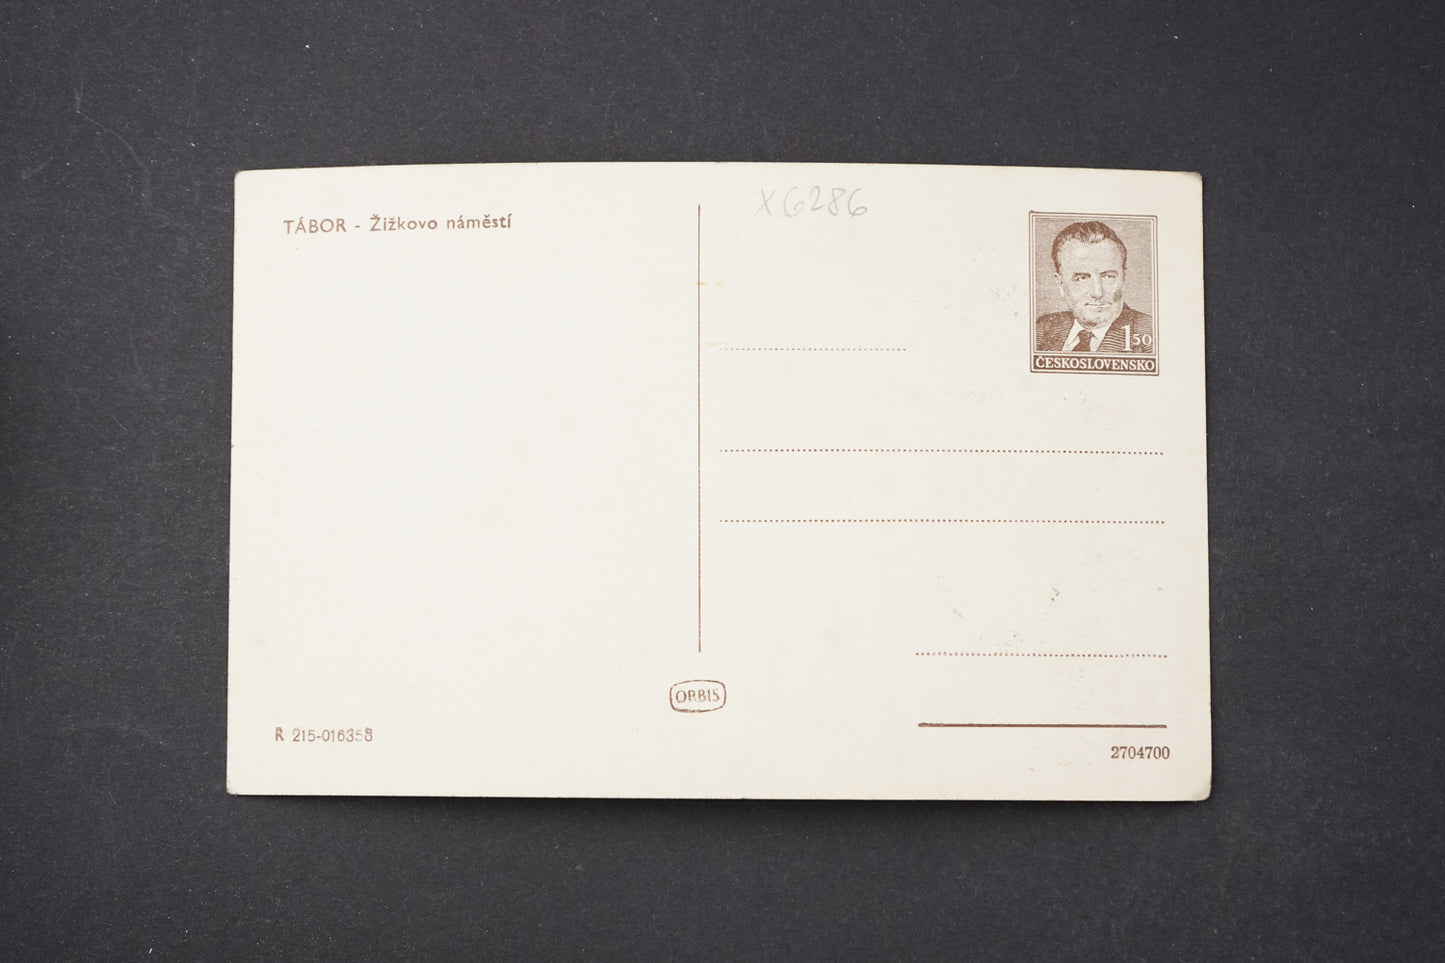 TÁBOR - Žižkovo náměstí
X6286
1 50
ČESKOSLOVENSKO
ORBIS
R 215-016358
2704700